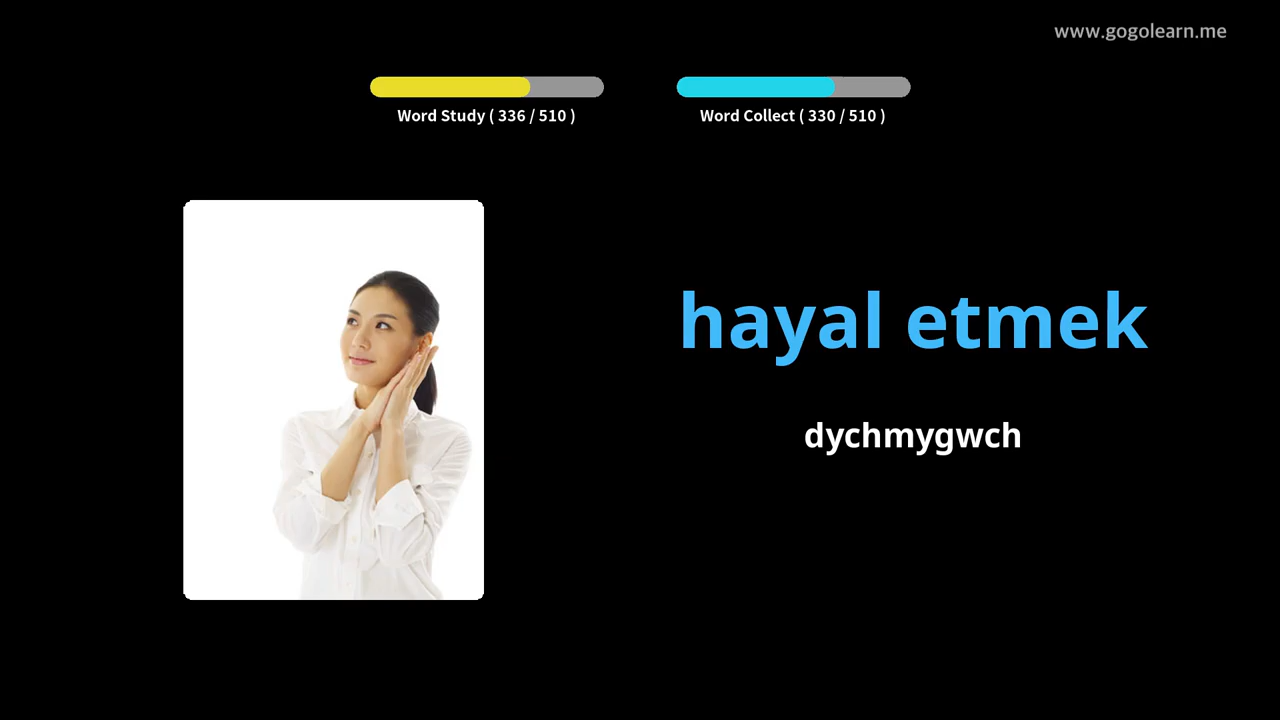 www.gogolearn.me
Word Study ( 336 / 510 )
Word Collect ( 330 / 510 )
hayal etmek
dychmygwch